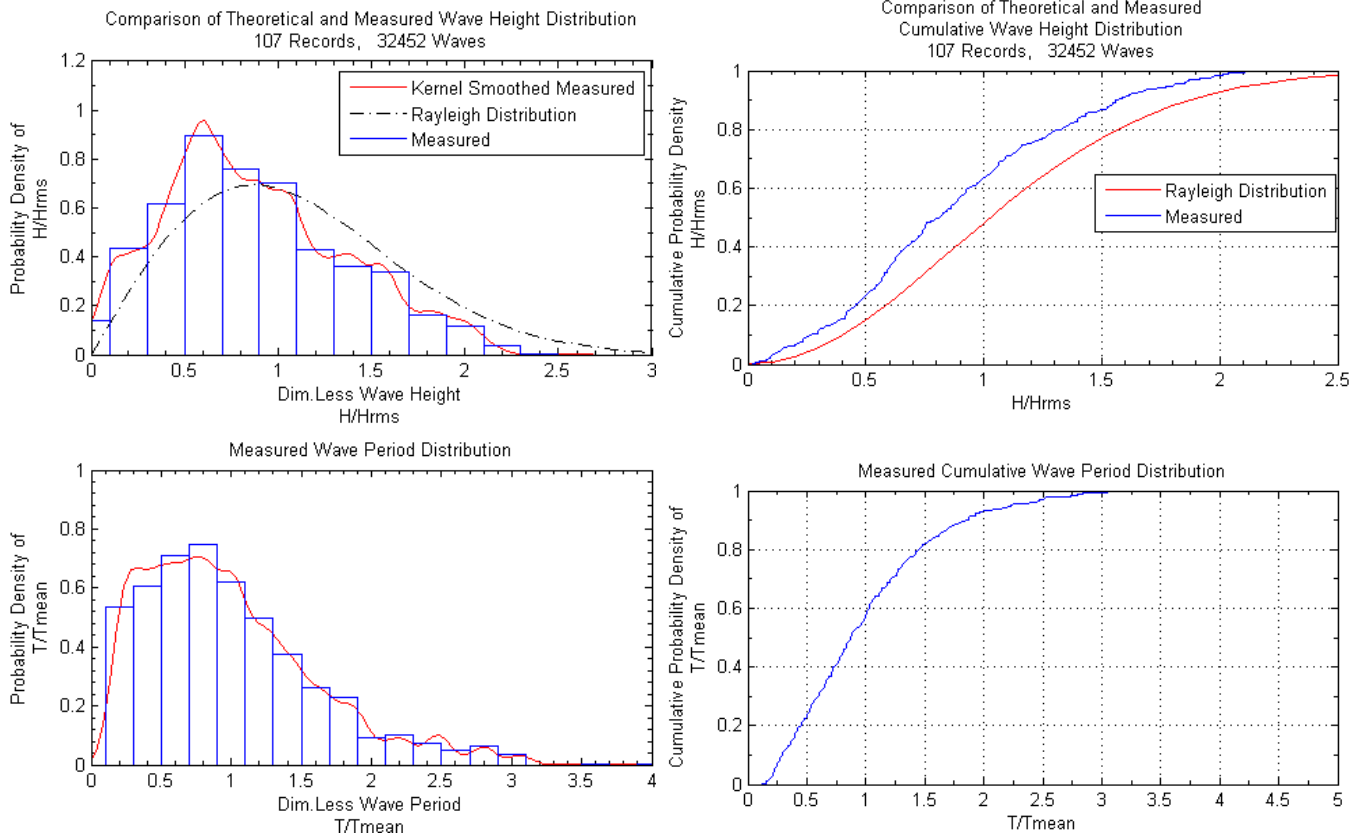 Comparison of Theoretical and Measured Wave Height Distribution
107 Records, 32452 Waves
1.2
1
0.8
0.6
0.4
0.2
0
Probability Density of
H/Hrms
Kernel Smoothed Measured
Rayleigh Distribution
Measured
0 0.5 1 1.5 2 2.5 3
Dim.Less Wave Height
H/Hrms
Comparison of Theoretical and Measured
Cumulative Wave Height Distribution
107 Records, 32452 Waves
1
0.8
0.6
0.4
0.2
0
Cumulative Probability Density
H/Hrms
Rayleigh Distribution
Measured
0 0.5 1 1.5 2 2.5
H/Hrms
Measured Wave Period Distribution
1
0.8
0.6
0.4
0.2
0
Probability Density of
T/Tmean
0 0.5 1 1.5 2 2.5 3 3.5 4
Dim.Less Wave Period
T/Tmean
Measured Cumulative Wave Period Distribution
1
0.8
0.6
0.4
0.2
0
Cumulative Probability Density of
T/Tmean
0 0.5 1 1.5 2 2.5 3 3.5 4 4.5 5
T/Tmean